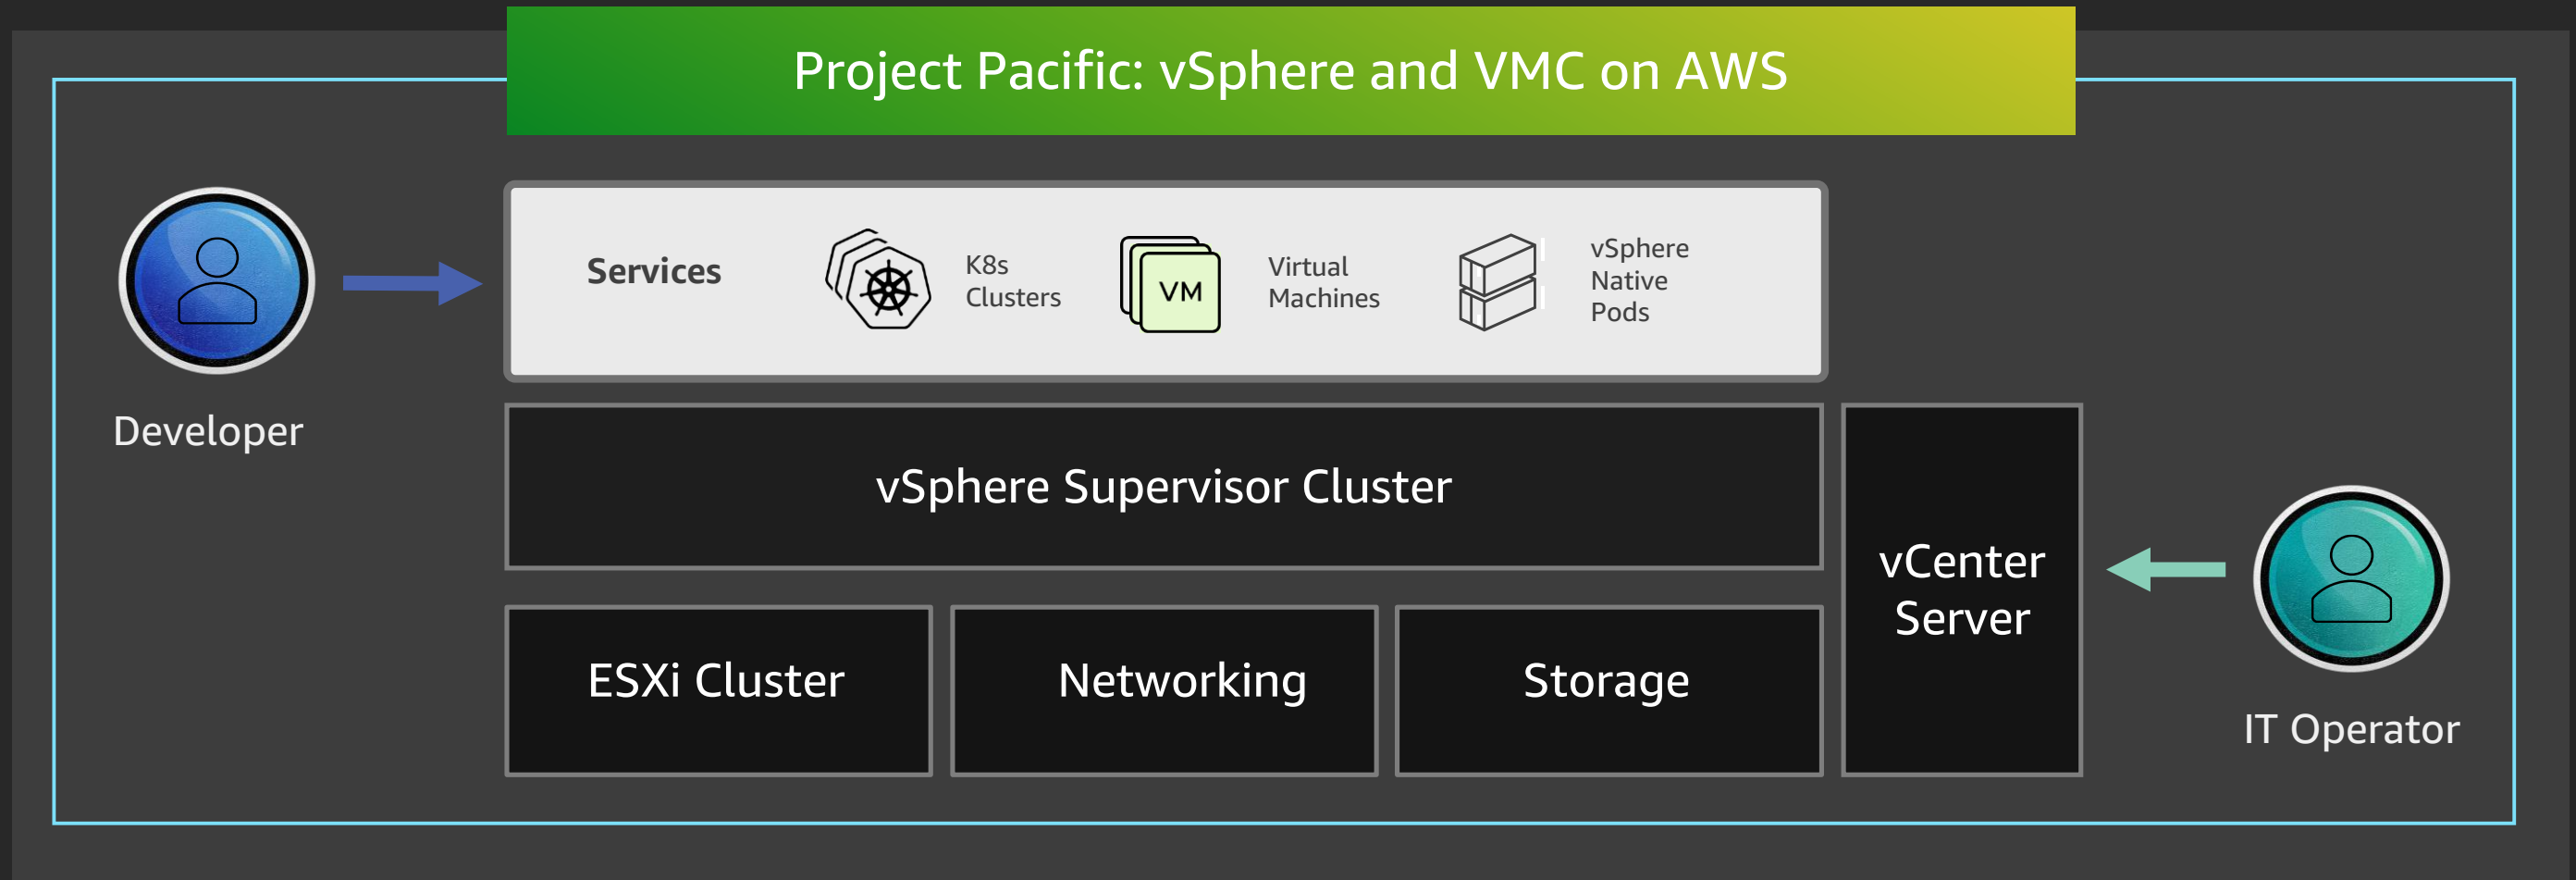 Project Pacific: vSphere and VMC on AWS
Services
K8s
Clusters
VM
Virtual
Machines
vSphere
Native
Pods
Developer
vSphere Supervisor Cluster
vCenter
Server
ESXi Cluster
Networking
Storage
IT Operator